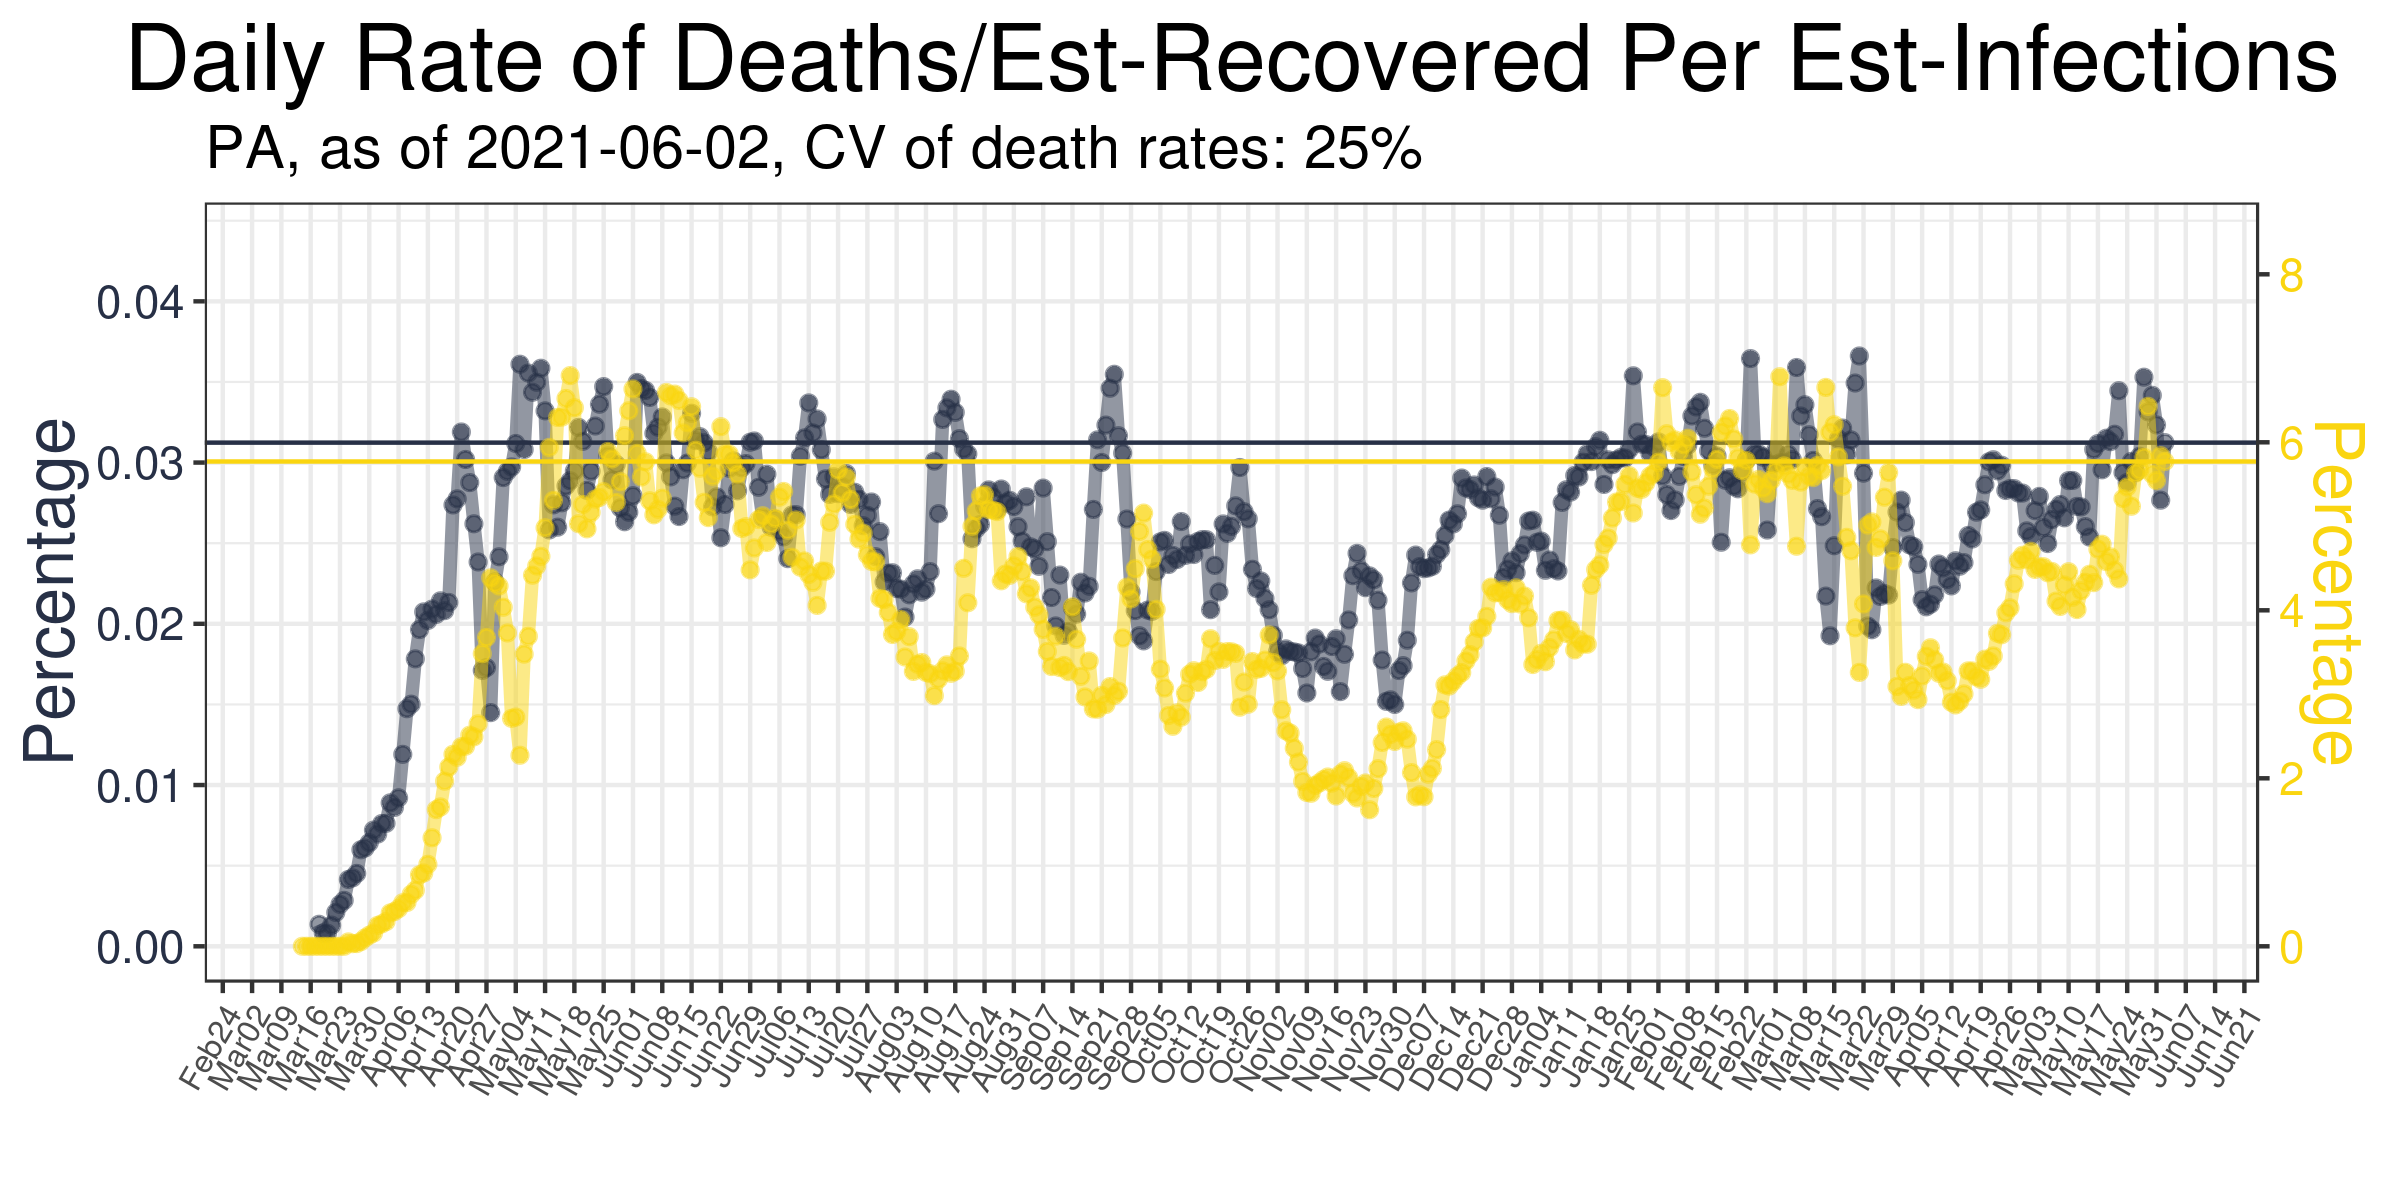 Daily Rate of Deaths/Est-Recovered Per Est-Infections
PA, as of 2021-06-02, CV of death rates: 25%
Percentage
0.04
0.03
0.02
0.01
0.00
8
6
4
2
0
Percentage
Feb24
Mar02
Mar09
Mar16
Mar23
Mar30
Apr06
Apr13
Apr20
Apr27
May04
May11
May18
May25
Jun01
Jun08
Jun15
Jun22
Jun29
Jul06
Jul13
Jul20
Jul27
Aug03
Aug10
Aug17
Aug24
Aug31
Sep07
Sep14
Sep21
Sep28
Oct05
Oct12
Oct19
Oct26
Nov02
Nov09
Nov16
Nov23
Nov30
Dec07
Dec14
Dec21
Dec28
Jan04
Jan11
Jan18
Jan25
Feb01
Feb08
Feb15
Feb22
Mar01
Mar08
Mar15
Mar22
Mar29
Apr05
Apr12
Apr19
Apr26
May03
May10
May17
May24
May31
Jun07
Jun14
Jun21